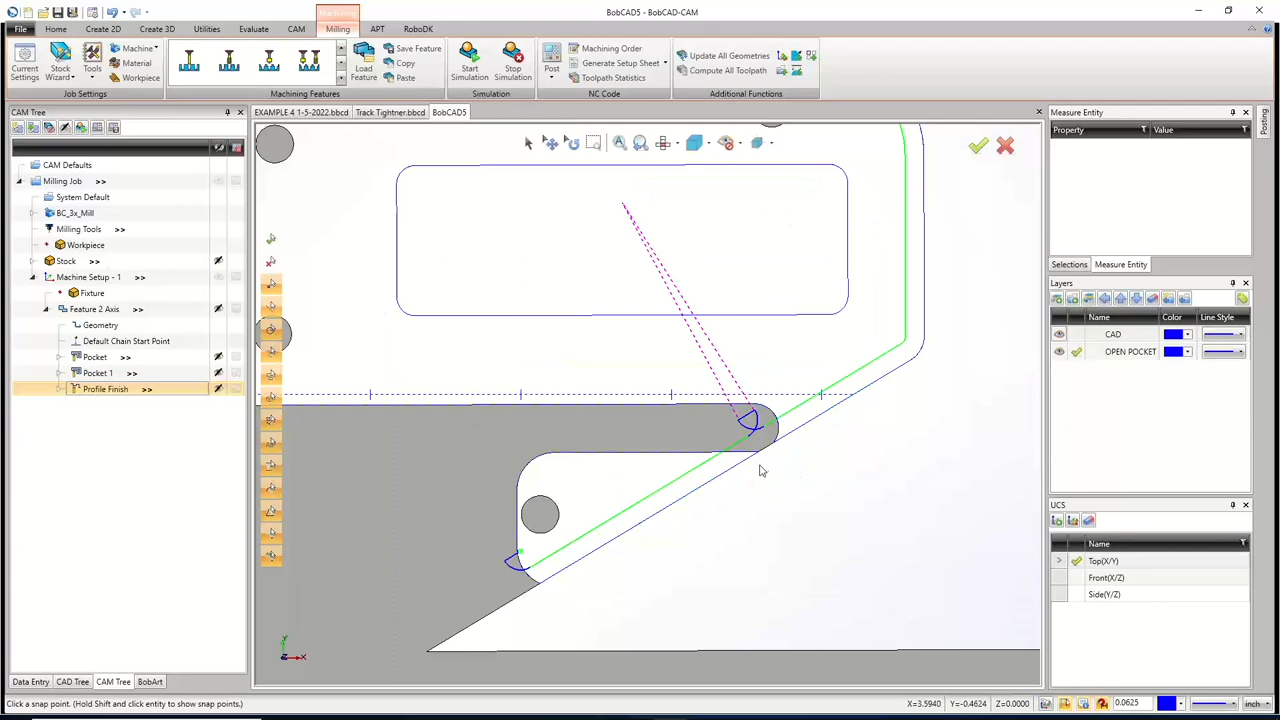 BobCAD5 - BobCAD-CAM
Machining
File Home Create 2D Create 3D Utilities Evaluate CAM Milling APT RoboDK
Current Settings
Stock Wizard
Tools
Machine
Material
Workpiece
Load Feature
Save Feature
Copy
Paste
Start Simulation
Stop Simulation
Post
Machining Order
Generate Setup Sheet
Toolpath Statistics
Update All Geometries
Compute All Toolpath
Job Settings Machining Features Simulation NC Code Additional Functions
CAM Tree
EXAMPLE 4 1-5-2022.bbcd Track Tightner.bbcd BobCAD5
CAM Defaults
Milling Job >>
System Default
BC_3x_Mill
Milling Tools >>
Workpiece
Stock >>
Machine Setup - 1 >>
Fixture
Feature 2 Axis >>
Geometry
Default Chain Start Point
Pocket >>
Pocket 1 >>
Profile Finish >>
Y
Z X
Measure Entity
Property Value
Selections Measure Entity
Layers
Name Color Line Style
CAD
OPEN POCKET
UCS
Name
Top(X/Y)
Front(X/Z)
Side(Y/Z)
Posting
Data Entry CAD Tree CAM Tree BobArt
Click a snap point. (Hold Shift and click entity to show snap points.)
X=3.5940 Y=-0.4624 Z=0.0000 0.0625 inch